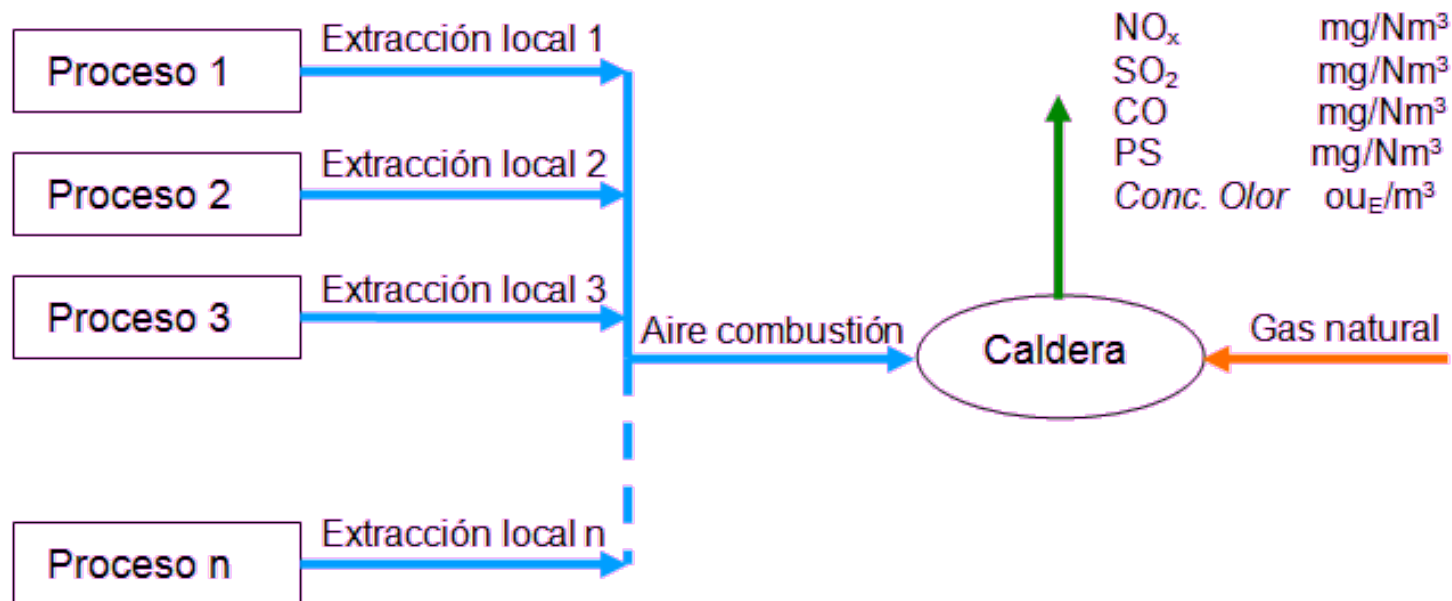 Proceso 1
Extracción local 1
Proceso 2
Extracción local 2
Proceso 3
Extracción local 3
Proceso n
Extracción local n
Aire combustión
Caldera
Gas natural
NOₓ mg/Nm³
SO₂ mg/Nm³
CO mg/Nm³
PS mg/Nm³
Conc. Olor ou_E/m³